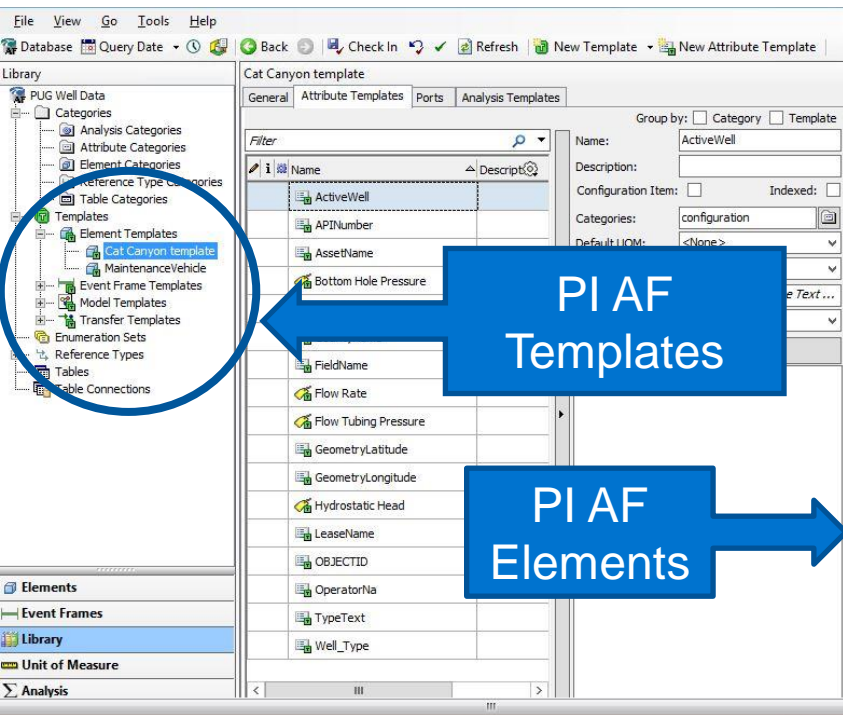 File View Go Tools Help
Database Query Date Back Check In Refresh New Template New Attribute Template
Library
PUG Well Data
Categories
Analysis Categories
Attribute Categories
Element Categories
Reference Type Categories
Table Categories
Templates
Element Templates
Cat Canyon template
MaintenanceVehicle
Event Frame Templates
Model Templates
Transfer Templates
Enumeration Sets
Reference Types
Tables
Table Connections
Elements
Event Frames
Library
Unit of Measure
Analysis
Cat Canyon template
General Attribute Templates Ports Analysis Templates
Group by: Category Template
Filter
Name Descript
ActiveWell
APINumber
AssetName
Bottom Hole Pressure
FieldName
Flow Rate
Flow Tubing Pressure
GeometryLatitude
GeometryLongitude
Hydrostatic Head
LeaseName
OBJECTID
OperatorNa
TypeText
Well_Type
Name: ActiveWell
Description:
Configuration Item: Indexed:
Categories: configuration
Default UOM: <None>
e Text ...
PI AF
Templates
PI AF
Elements